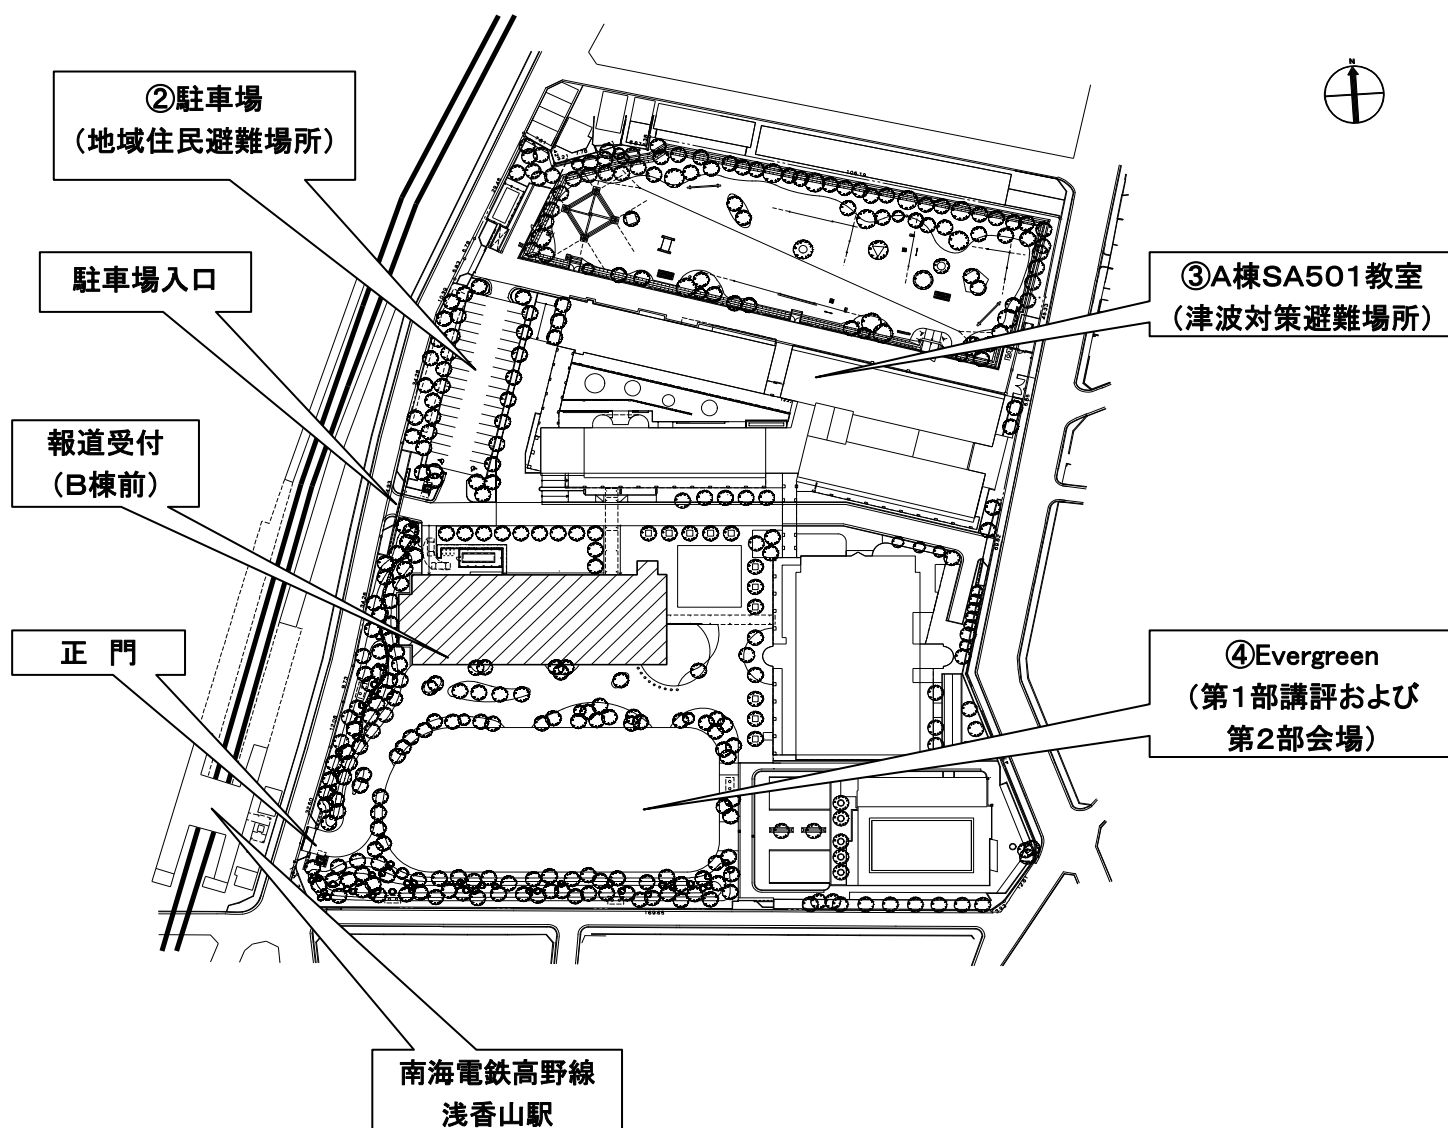 N
②駐車場
（地域住民避難場所）
駐車場入口
③A棟SA501教室
（津波対策避難場所）
報道受付
（B棟前）
正　門
④Evergreen
（第1部講評および
第2部会場）
南海電鉄高野線
浅香山駅